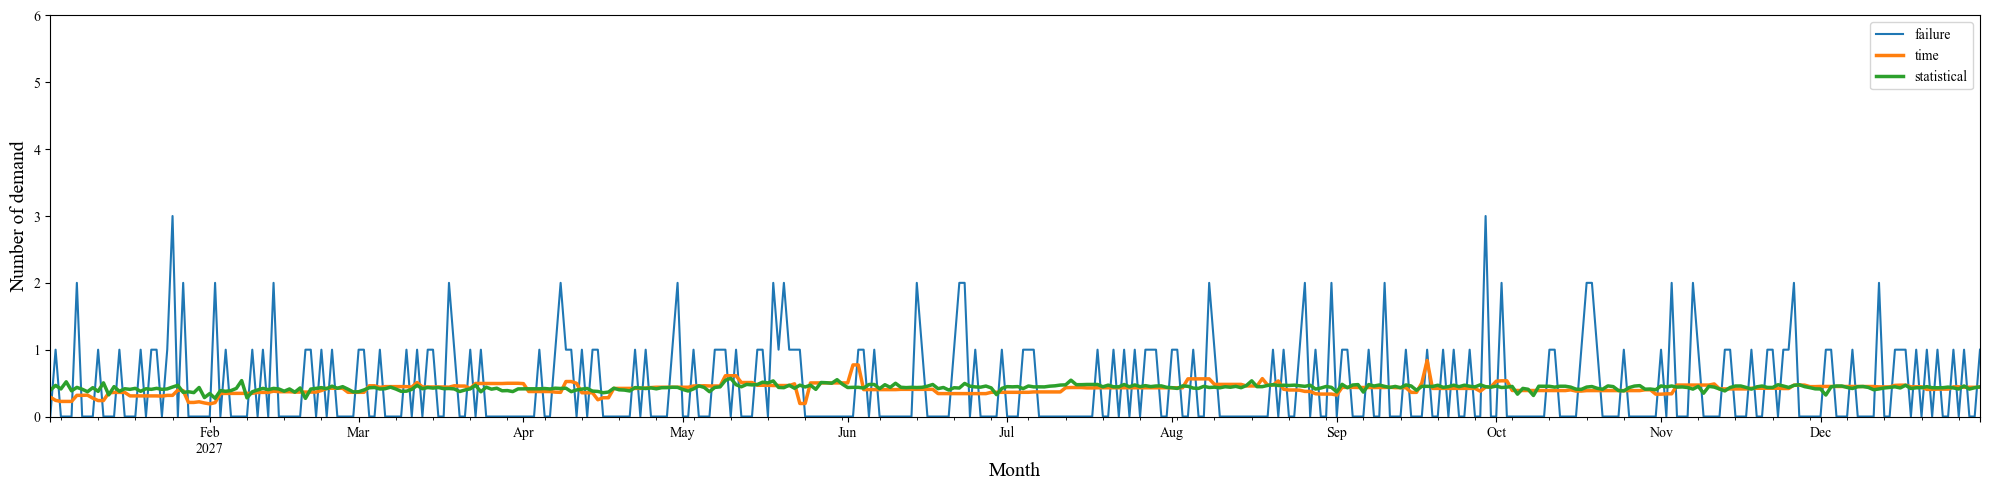 6
5
4
3
2
1
0
Number of demand
failure
time
statistical
Feb
2027
Mar
Apr
May
Jun
Jul
Aug
Sep
Oct
Nov
Dec
Month